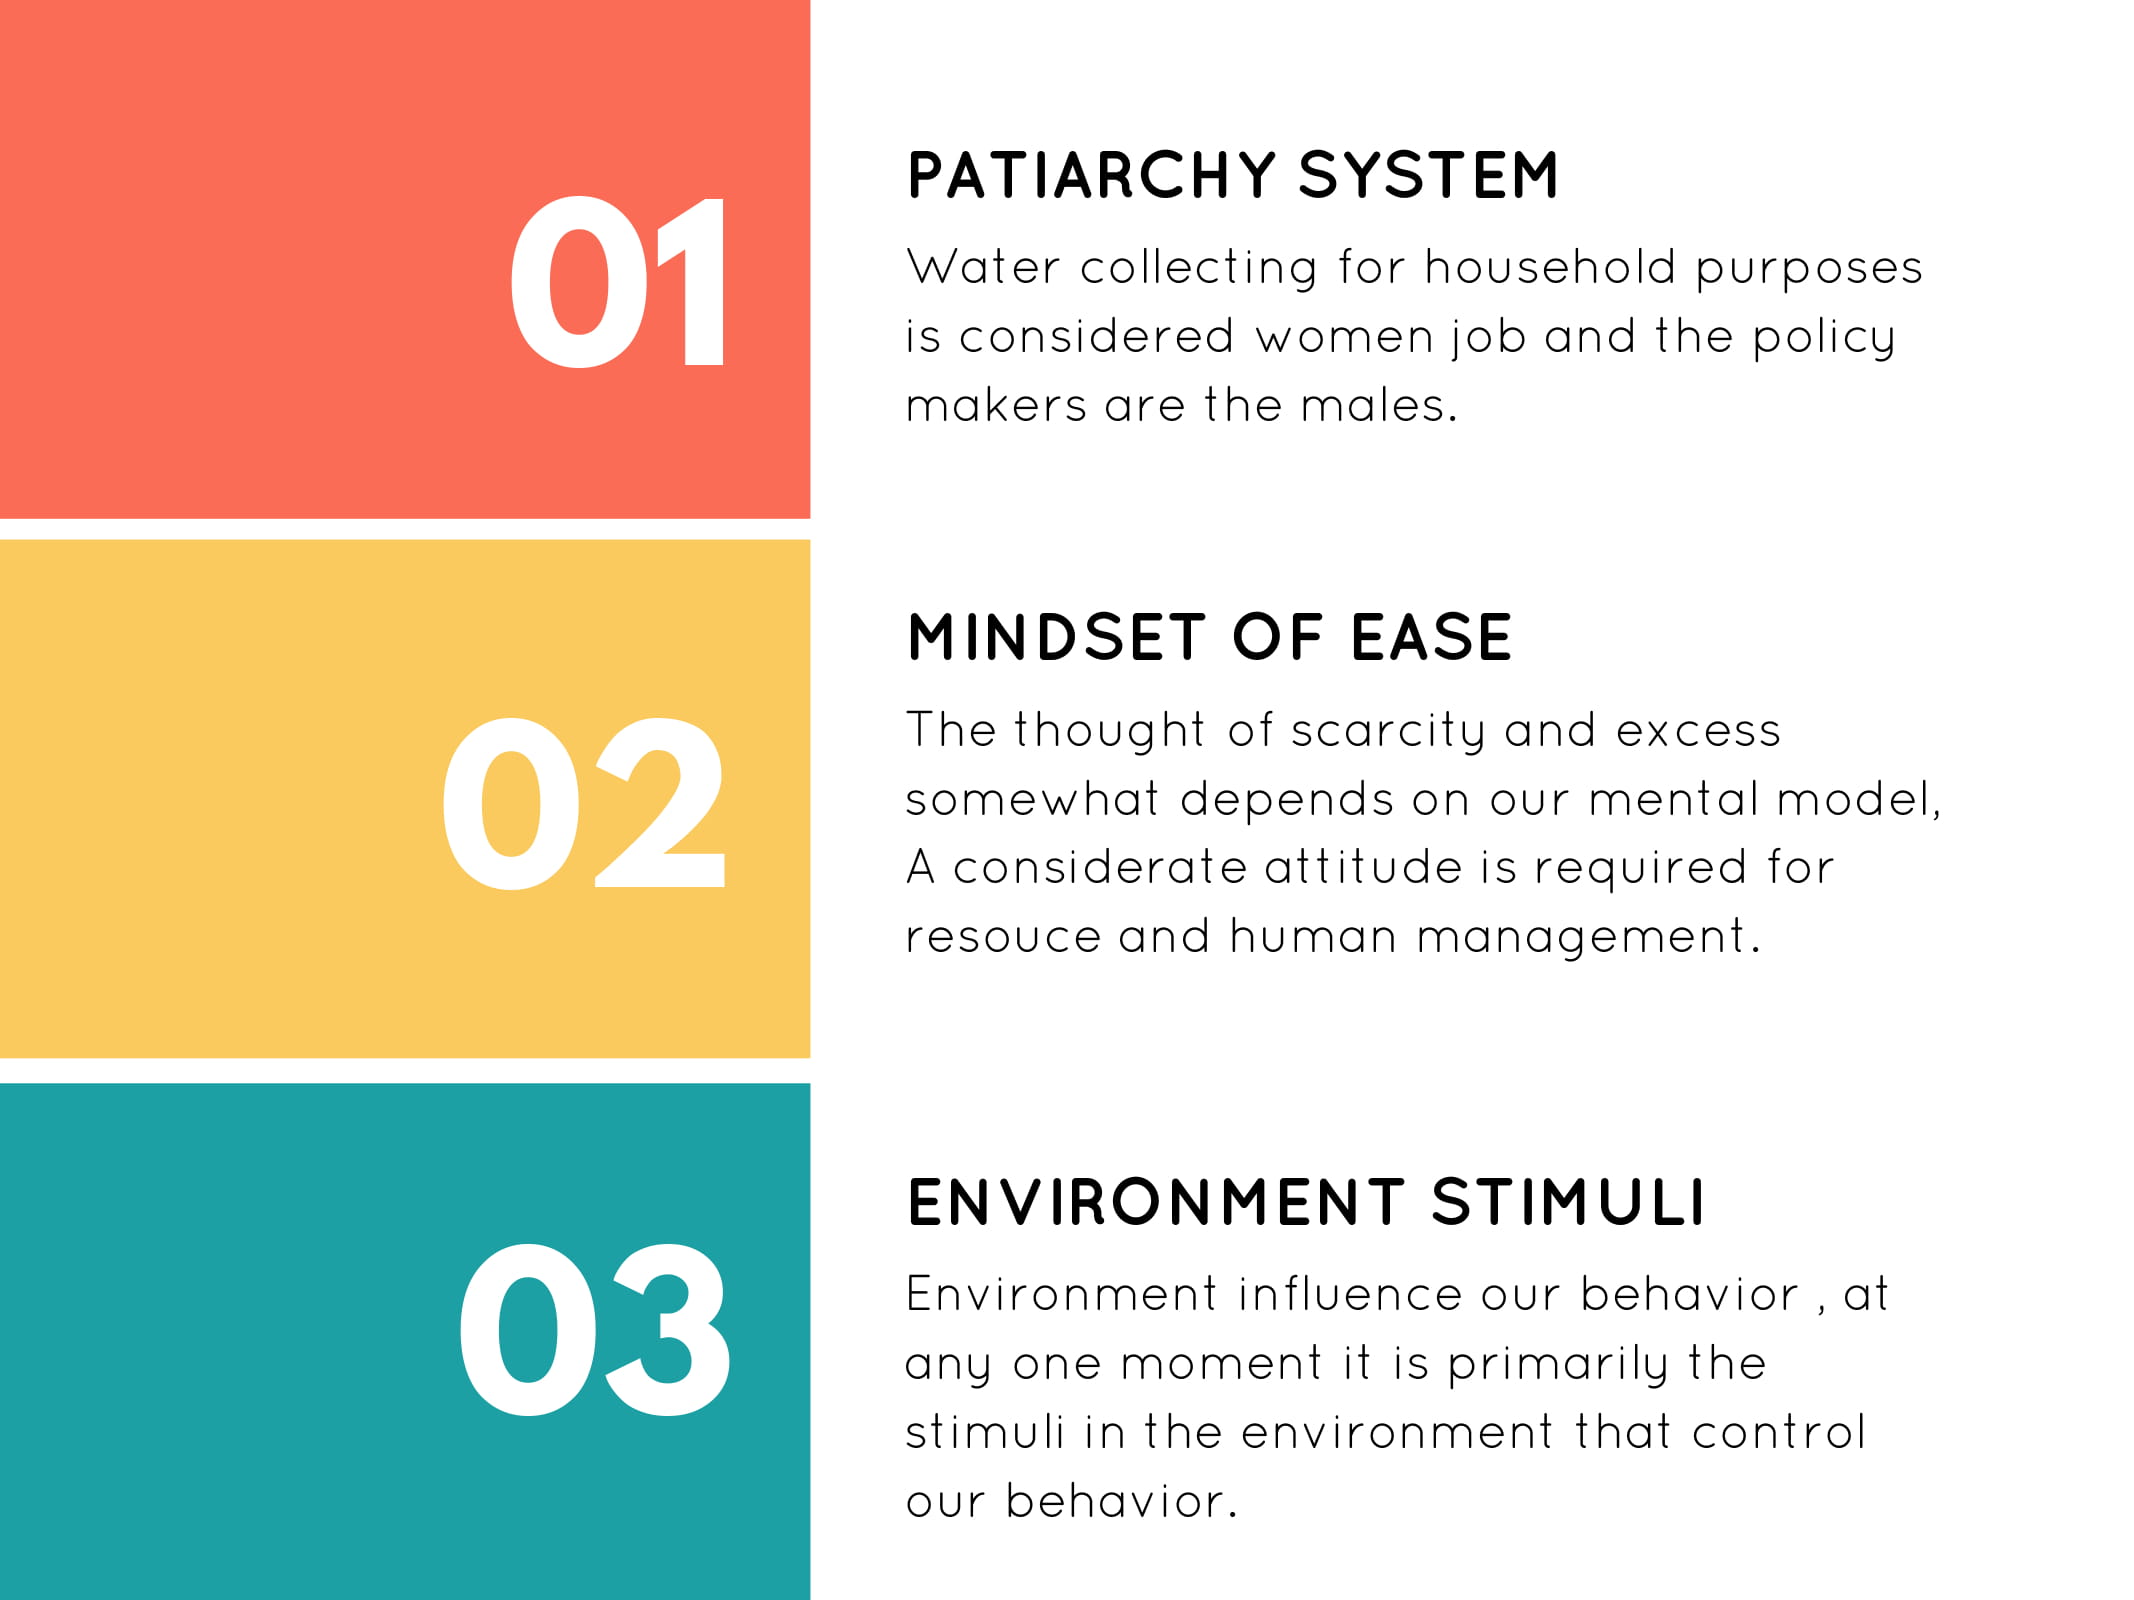 01
PATIARCHY SYSTEM
Water collecting for household purposes
is considered women job and the policy
makers are the males.
02
MINDSET OF EASE
The thought of scarcity and excess
somewhat depends on our mental model,
A considerate attitude is required for
resouce and human management.
03
ENVIRONMENT STIMULI
Environment influence our behavior , at
any one moment it is primarily the
stimuli in the environment that control
our behavior.